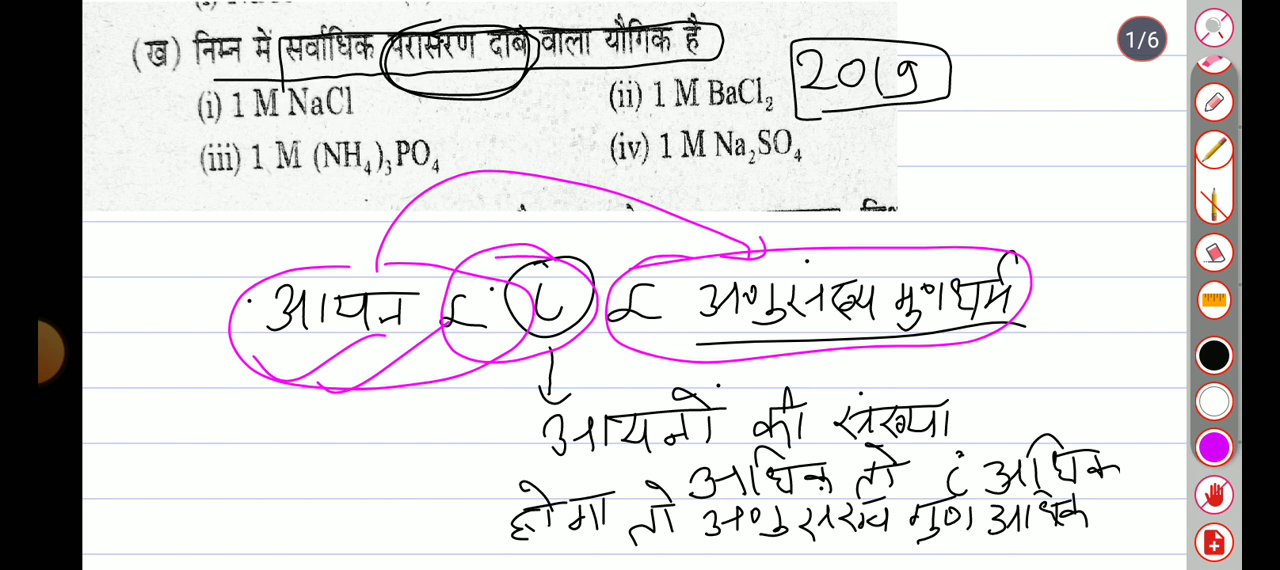 (ख) निम्न में सर्वाधिक परासरण दाब वाला यौगिक है
(i) 1 M NaCl (ii) 1 M BaCl₂
(iii) 1 M (NH₄)₃PO₄ (iv) 1 M Na₂SO₄
2019
1/6
आयन ∝ i ∝ अणुसंख्य गुणधर्म
आयनों की संख्या
अधिक तो i अधिक
होगा तो अणुसंख्य गुण अधिक